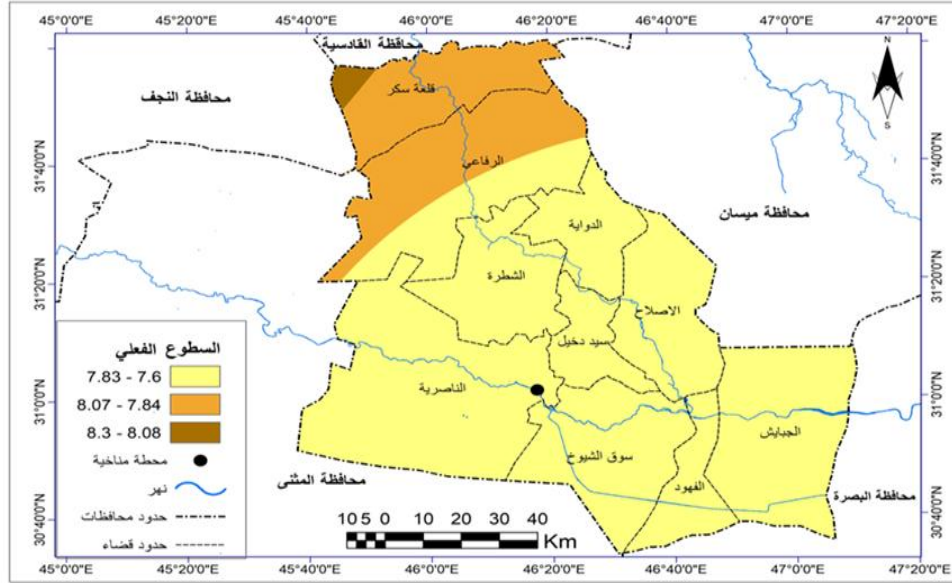 45°0'0"E 45°20'0"E 45°40'0"E 46°0'0"E 46°20'0"E 46°40'0"E 47°0'0"E 47°20'0"E
N
S
محافظة القادسية
محافظة النجف
قلعة سكر
الرفاعي
محافظة ميسان
الدواية
الشطرة
الاصلاح
سيد دخيل
الناصرية
الجبايش
سوق الشيوخ
الفهود
محافظة المثنى
محافظة البصرة
31°40'0"N
31°20'0"N
31°0'0"N
30°40'0"N
31°40'0"N
31°20'0"N
31°0'0"N
30°40'0"N
السطوع الفعلي
7.83 - 7.6
8.07 - 7.84
8.3 - 8.08
محطة مناخية
نهر
حدود محافظات
حدود قضاء
10 5 0 10 20 30 40
Km
45°0'0"E 45°20'0"E 45°40'0"E 46°0'0"E 46°20'0"E 46°40'0"E 47°0'0"E 47°20'0"E